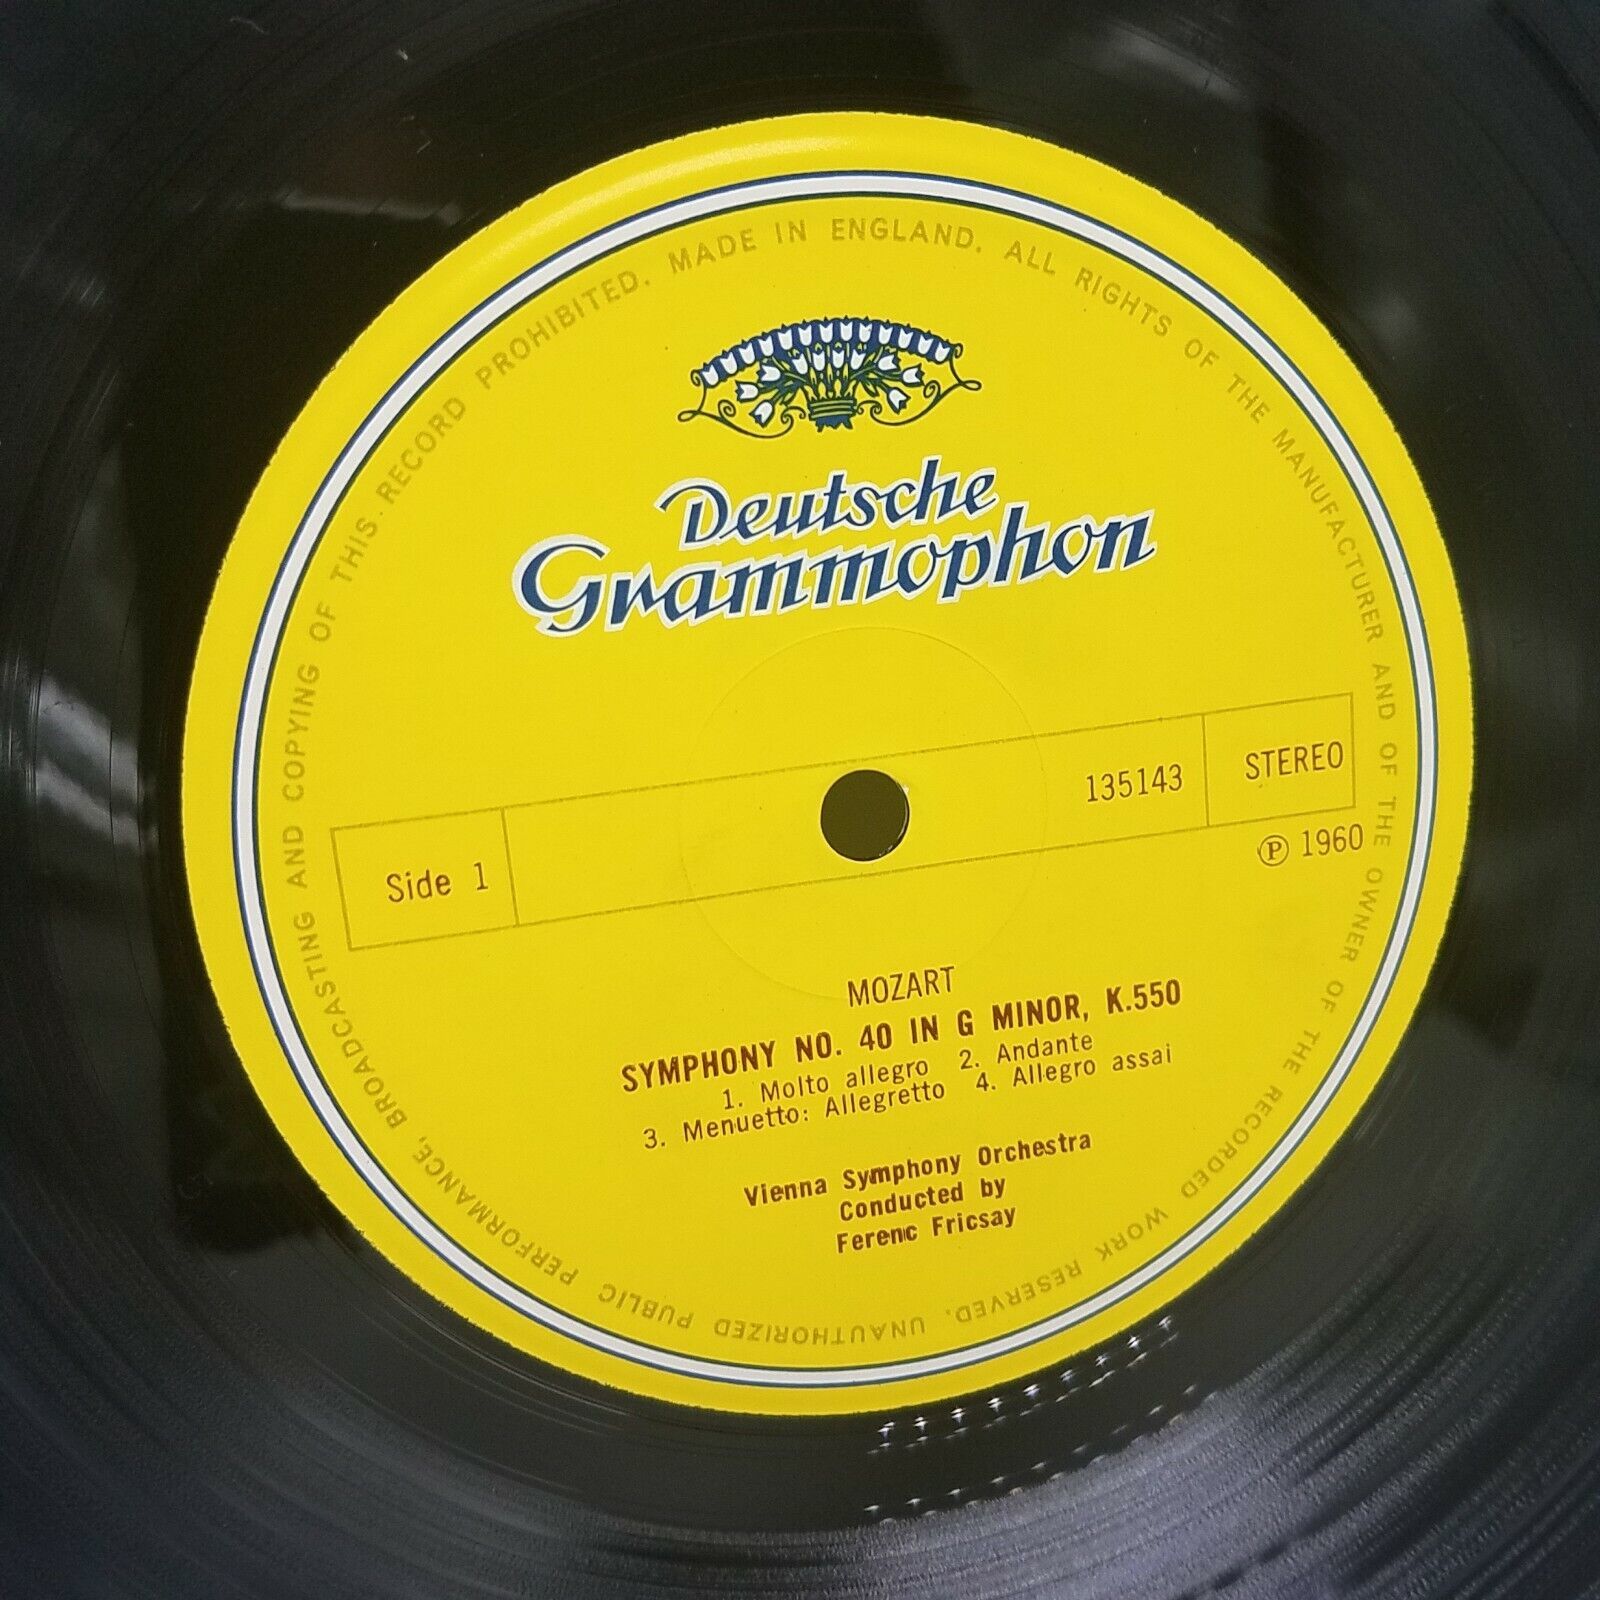 MADE IN ENGLAND. ALL RIGHTS OF THE MANUFACTURER AND OF THE OWNER OF THE RECORDED WORK RESERVED. UNAUTHORIZED PUBLIC PERFORMANCE, BROADCASTING AND COPYING OF THIS RECORD PROHIBITED.
Deutsche
Grammophon
Side 1
135143
STEREO
℗ 1960
MOZART
SYMPHONY NO. 40 IN G MINOR, K.550
1. Molto allegro 2. Andante
3. Menuetto: Allegretto 4. Allegro assai
Vienna Symphony Orchestra
Conducted by
Ferenc Fricsay